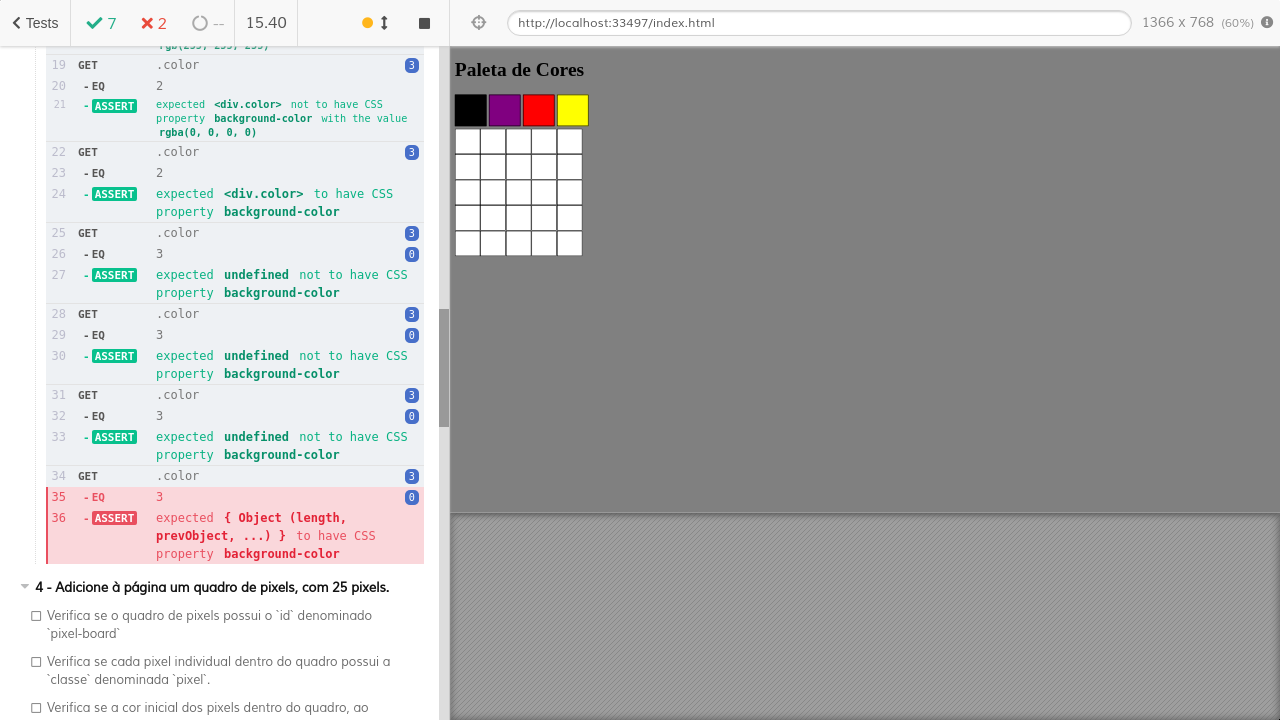 Tests 7 2 -- 15.40 http://localhost:33497/index.html 1366 x 768 (60%)
rgb(255, 255, 255)
19 GET .color 3
20 - EQ 2
21 - ASSERT expected <div.color> not to have CSS
property background-color with the value
rgba(0, 0, 0, 0)
22 GET .color 3
23 - EQ 2
24 - ASSERT expected <div.color> to have CSS
property background-color
25 GET .color 3
26 - EQ 3 0
27 - ASSERT expected undefined not to have CSS
property background-color
28 GET .color 3
29 - EQ 3 0
30 - ASSERT expected undefined not to have CSS
property background-color
31 GET .color 3
32 - EQ 3 0
33 - ASSERT expected undefined not to have CSS
property background-color
34 GET .color 3
35 - EQ 3 0
36 - ASSERT expected { Object (length,
prevObject, ...) } to have CSS
property background-color
4 - Adicione à página um quadro de pixels, com 25 pixels.
Verifica se o quadro de pixels possui o `id` denominado
`pixel-board`
Verifica se cada pixel individual dentro do quadro possui a
`classe` denominada `pixel`.
Verifica se a cor inicial dos pixels dentro do quadro, ao
Paleta de Cores